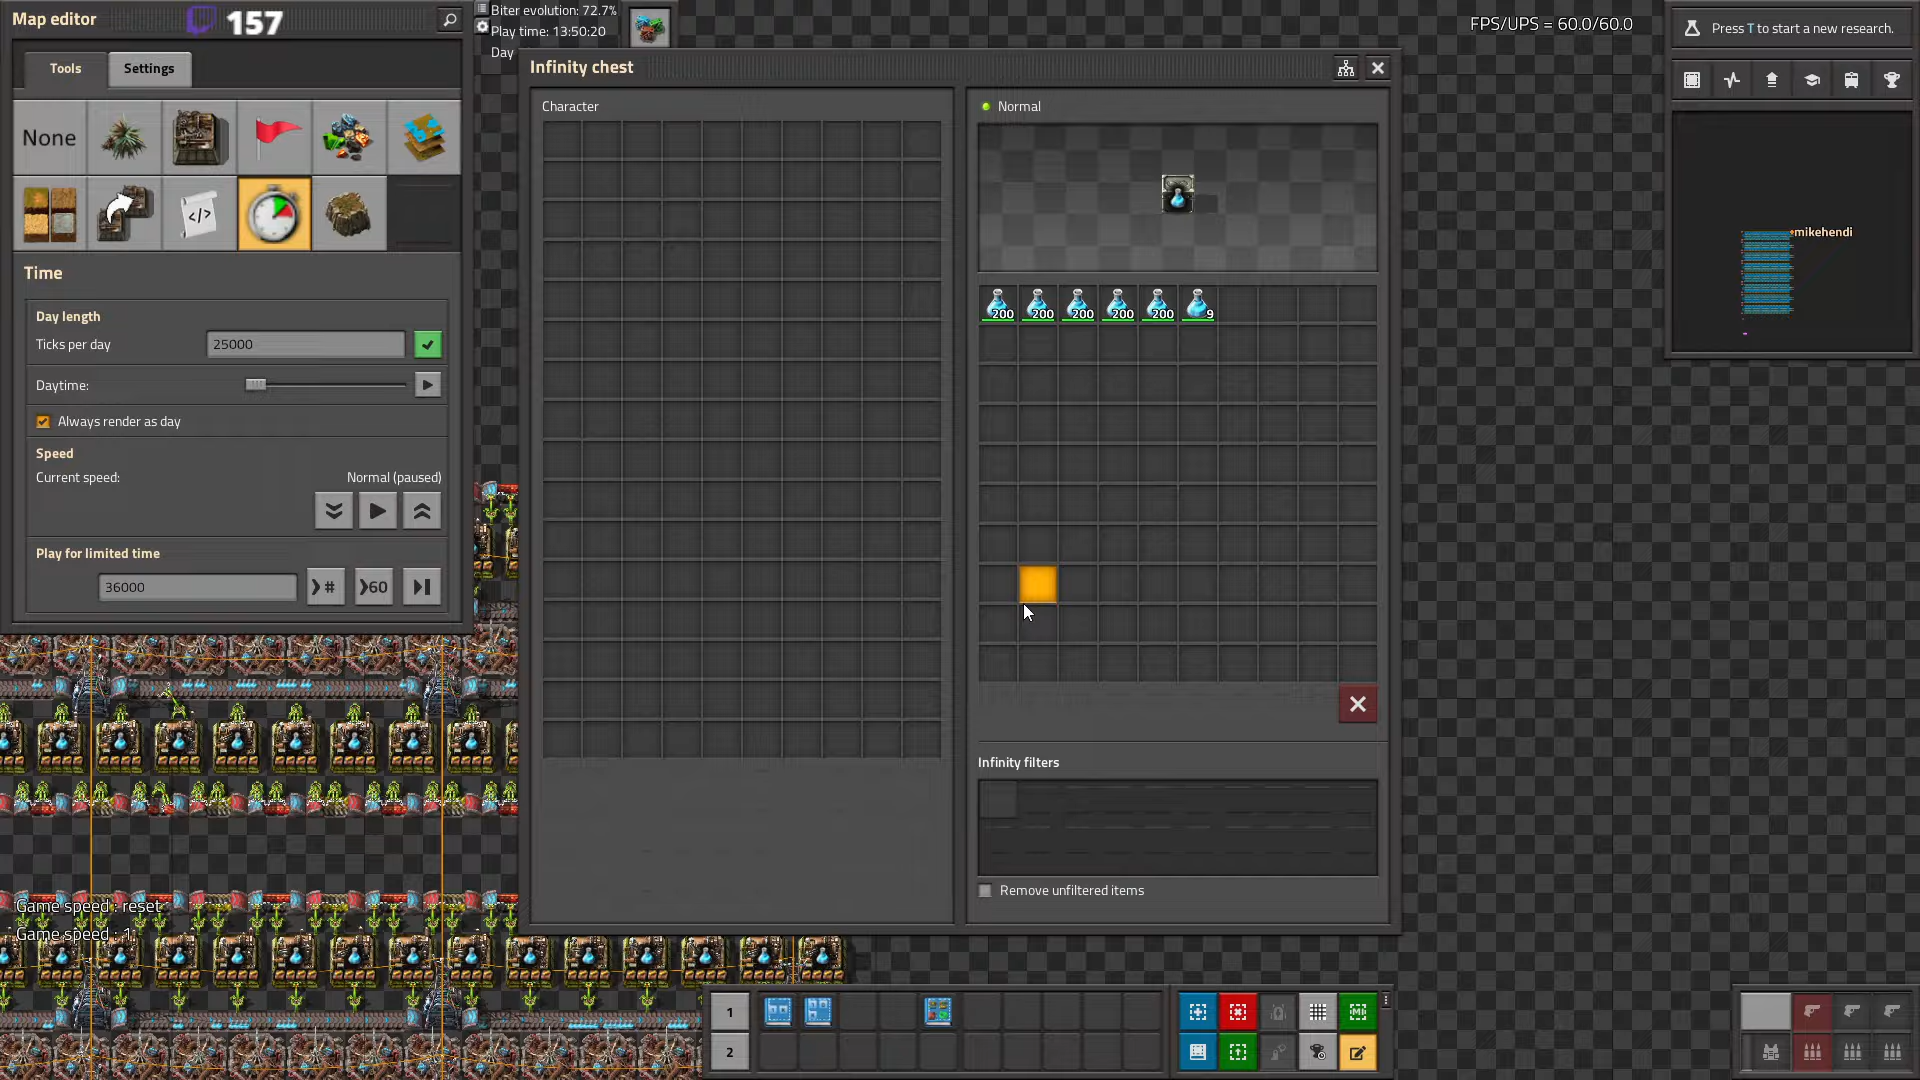 Map editor
157
Biter evolution: 72.7%
Play time: 13:50:20
Day
FPS/UPS = 60.0/60.0
Press T to start a new research.
Tools
Settings
None
Time
Day length
Ticks per day
25000
Daytime:
Always render as day
Speed
Current speed:
Normal (paused)
Play for limited time
36000
#
60
Infinity chest
Character
Normal
200
200
200
200
200
9
Infinity filters
Remove unfiltered items
mikehendi
Game speed : reset
Game speed : 1
1
2